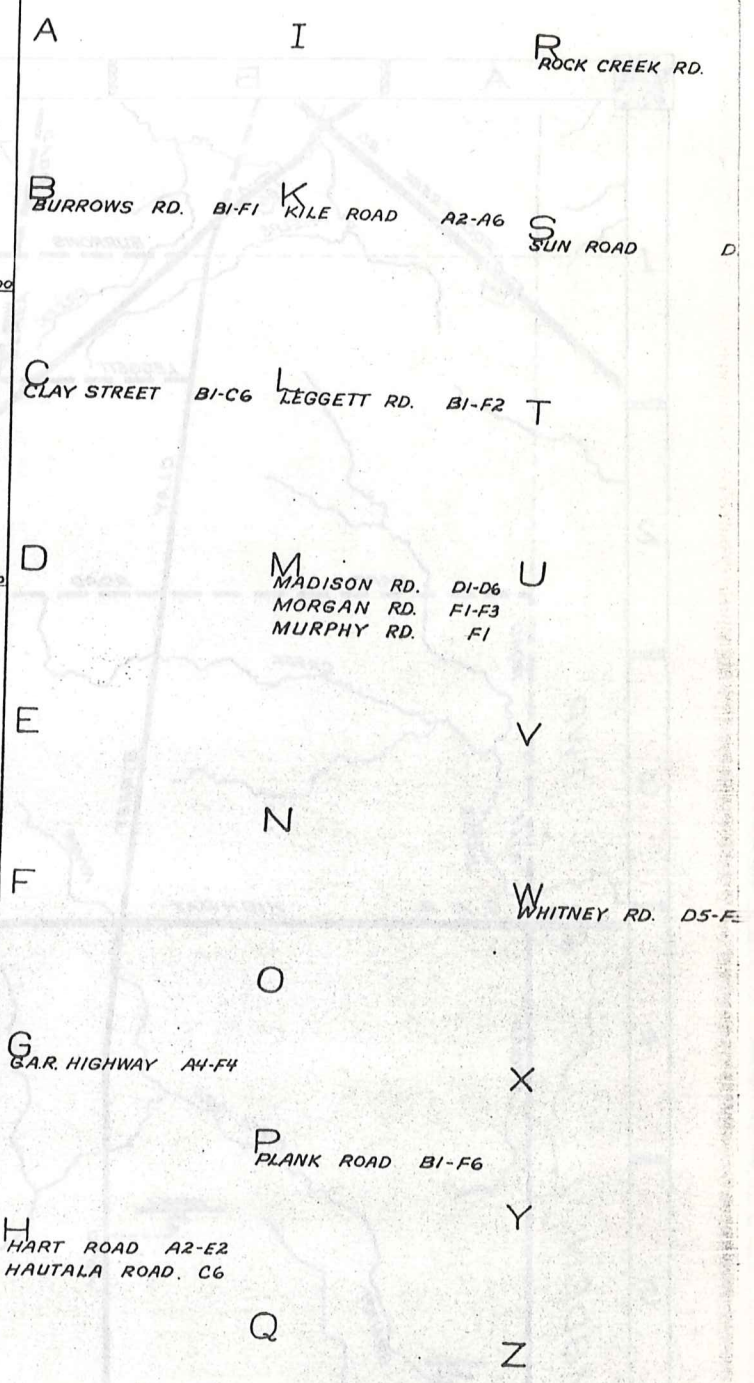 A
B
BURROWS RD. B1-F1
C
CLAY STREET B1-C6
D
E
F
G
G.A.R. HIGHWAY A4-F4
H
HART ROAD A2-E2
HAUTALA ROAD. C6
I
K
KILE ROAD A2-A6
L
LEGGETT RD. B1-F2
M
MADISON RD. D1-D6
MORGAN RD. F1-F3
MURPHY RD. F1
N
O
P
PLANK ROAD B1-F6
Q
R
ROCK CREEK RD.
S
SUN ROAD D
T
U
V
W
WHITNEY RD. D5-F
X
Y
Z